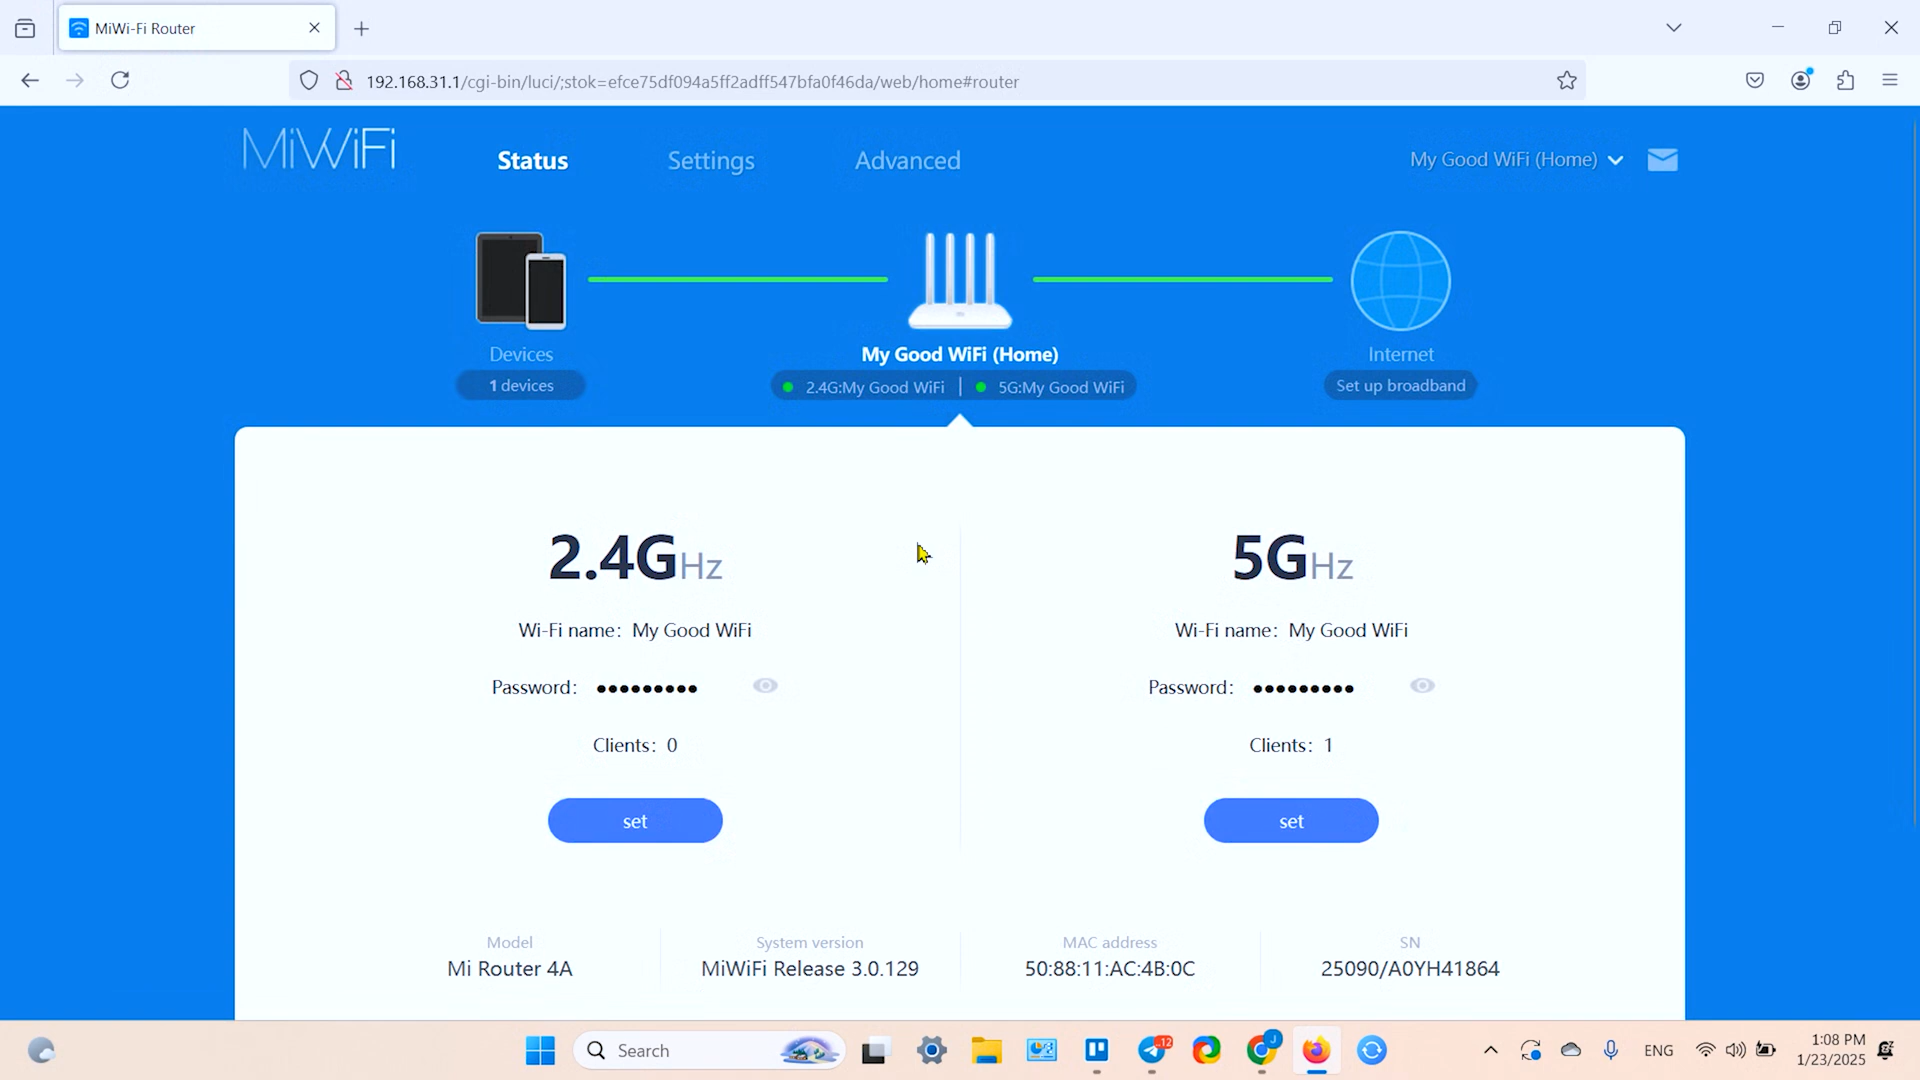 MiWi-Fi Router
192.168.31.1/cgi-bin/luci/;stok=efce75df094a5ff2adff547bfa0f46da/web/home#router
MiWiFi
Status
Settings
Advanced
My Good WiFi (Home)
Devices
My Good WiFi (Home)
Internet
1 devices
2.4G:My Good WiFi | 5G:My Good WiFi
Set up broadband
2.4GHz
5GHz
Wi-Fi name: My Good WiFi
Wi-Fi name: My Good WiFi
Password: •••••••••
Password: •••••••••
Clients: 0
Clients: 1
set
set
Model
System version
MAC address
SN
Mi Router 4A
MiWiFi Release 3.0.129
50:88:11:AC:4B:0C
25090/A0YH41864
Search
12
J
ENG
1:08 PM
1/23/2025